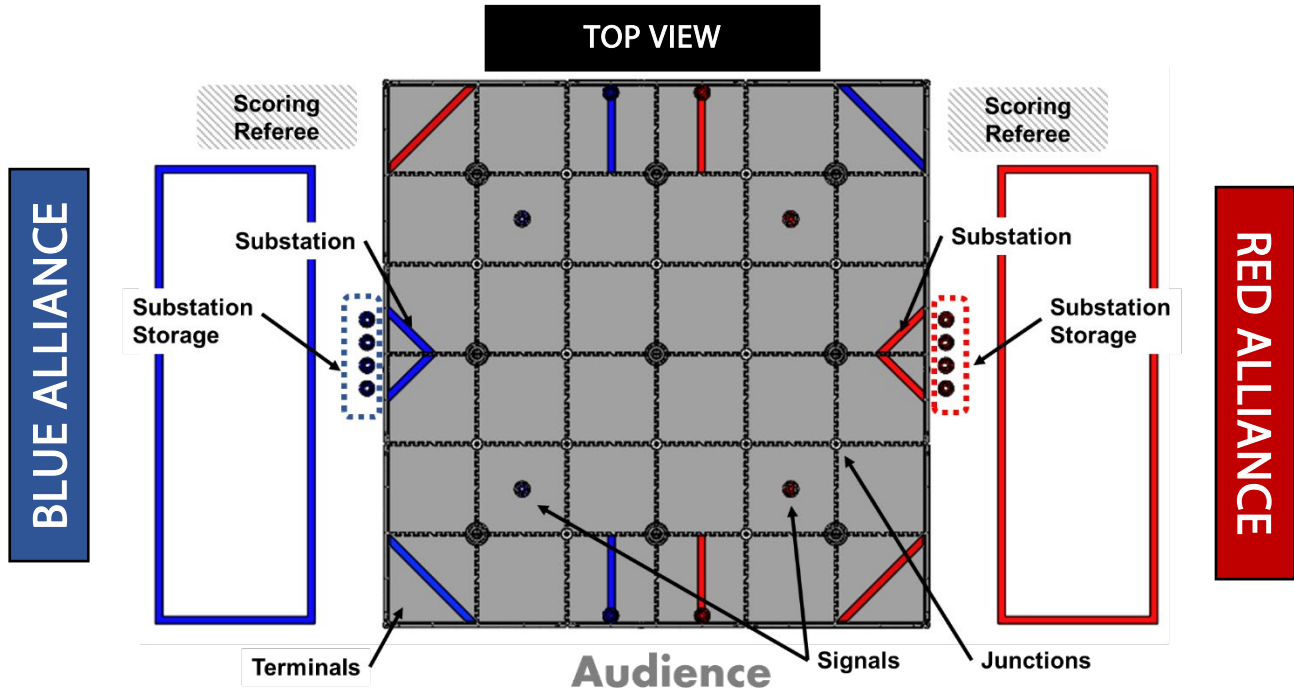 TOP VIEW
Scoring
Referee
Scoring
Referee
BLUE ALLIANCE
RED ALLIANCE
Substation
Substation
Substation
Storage
Substation
Storage
Terminals
Signals
Junctions
Audience